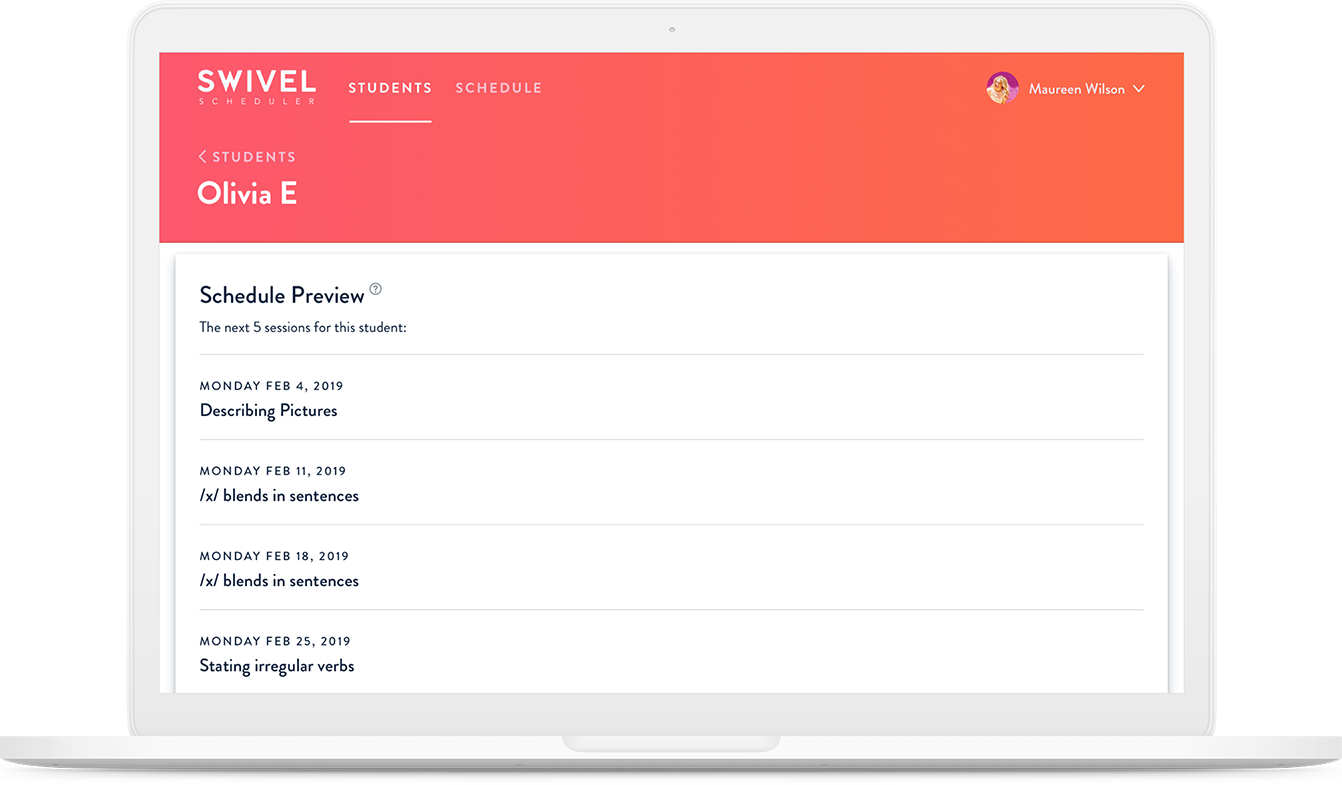 SWIVEL
SCHEDULER
STUDENTS SCHEDULE
Maureen Wilson
STUDENTS
Olivia E
Schedule Preview ?
The next 5 sessions for this student:
MONDAY FEB 4, 2019
Describing Pictures
MONDAY FEB 11, 2019
/x/ blends in sentences
MONDAY FEB 18, 2019
/x/ blends in sentences
MONDAY FEB 25, 2019
Stating irregular verbs